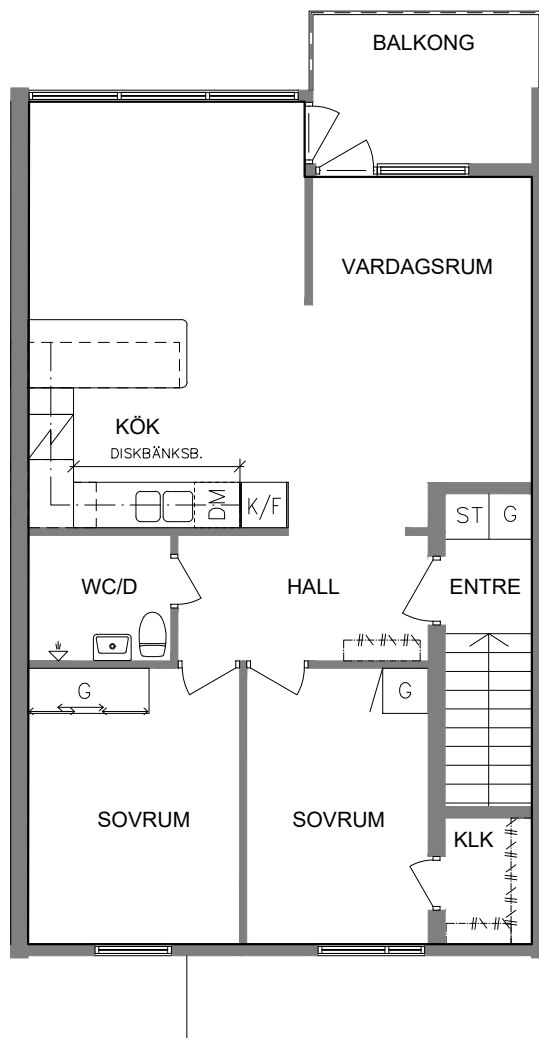 BALKONG
VARDAGSRUM
KÖK
DISKBÄNKSB.
DM
K/F
ST G
WC/D
HALL
ENTRE
G
G
SOVRUM
SOVRUM
KLK